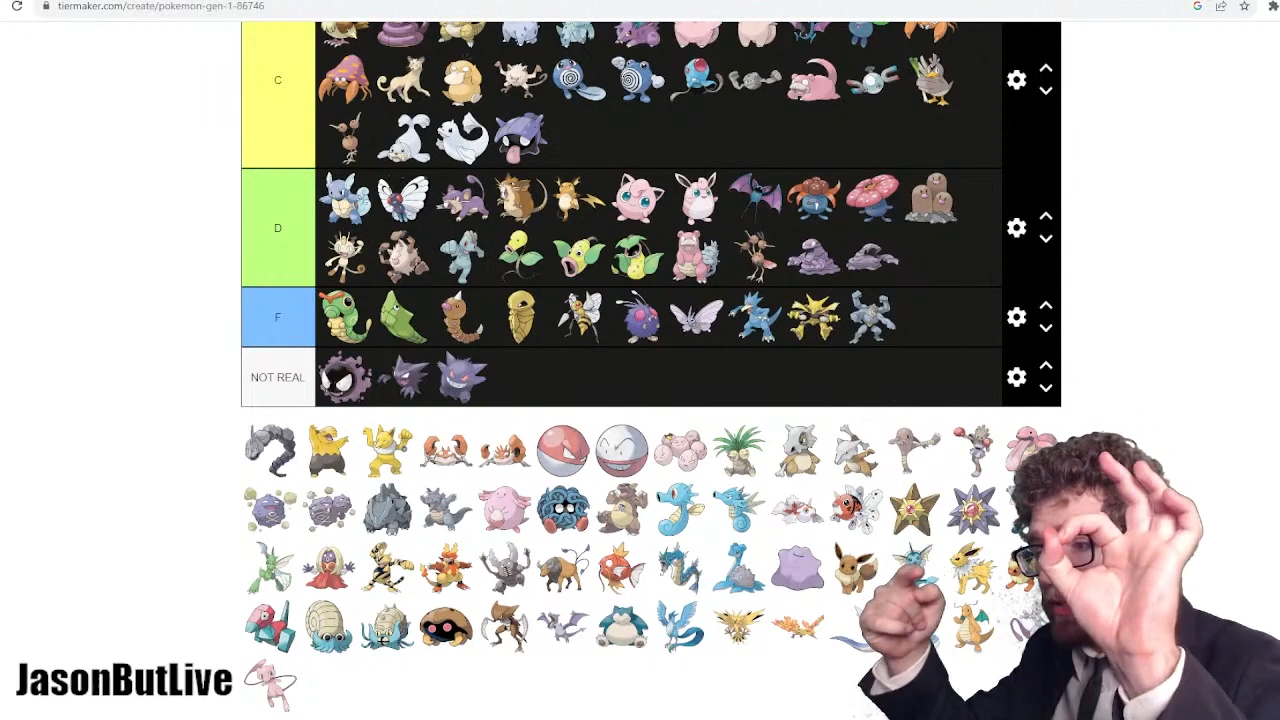 tiermaker.com/create/pokemon-gen-1-86746
C
D
F
NOT REAL
JasonButLive